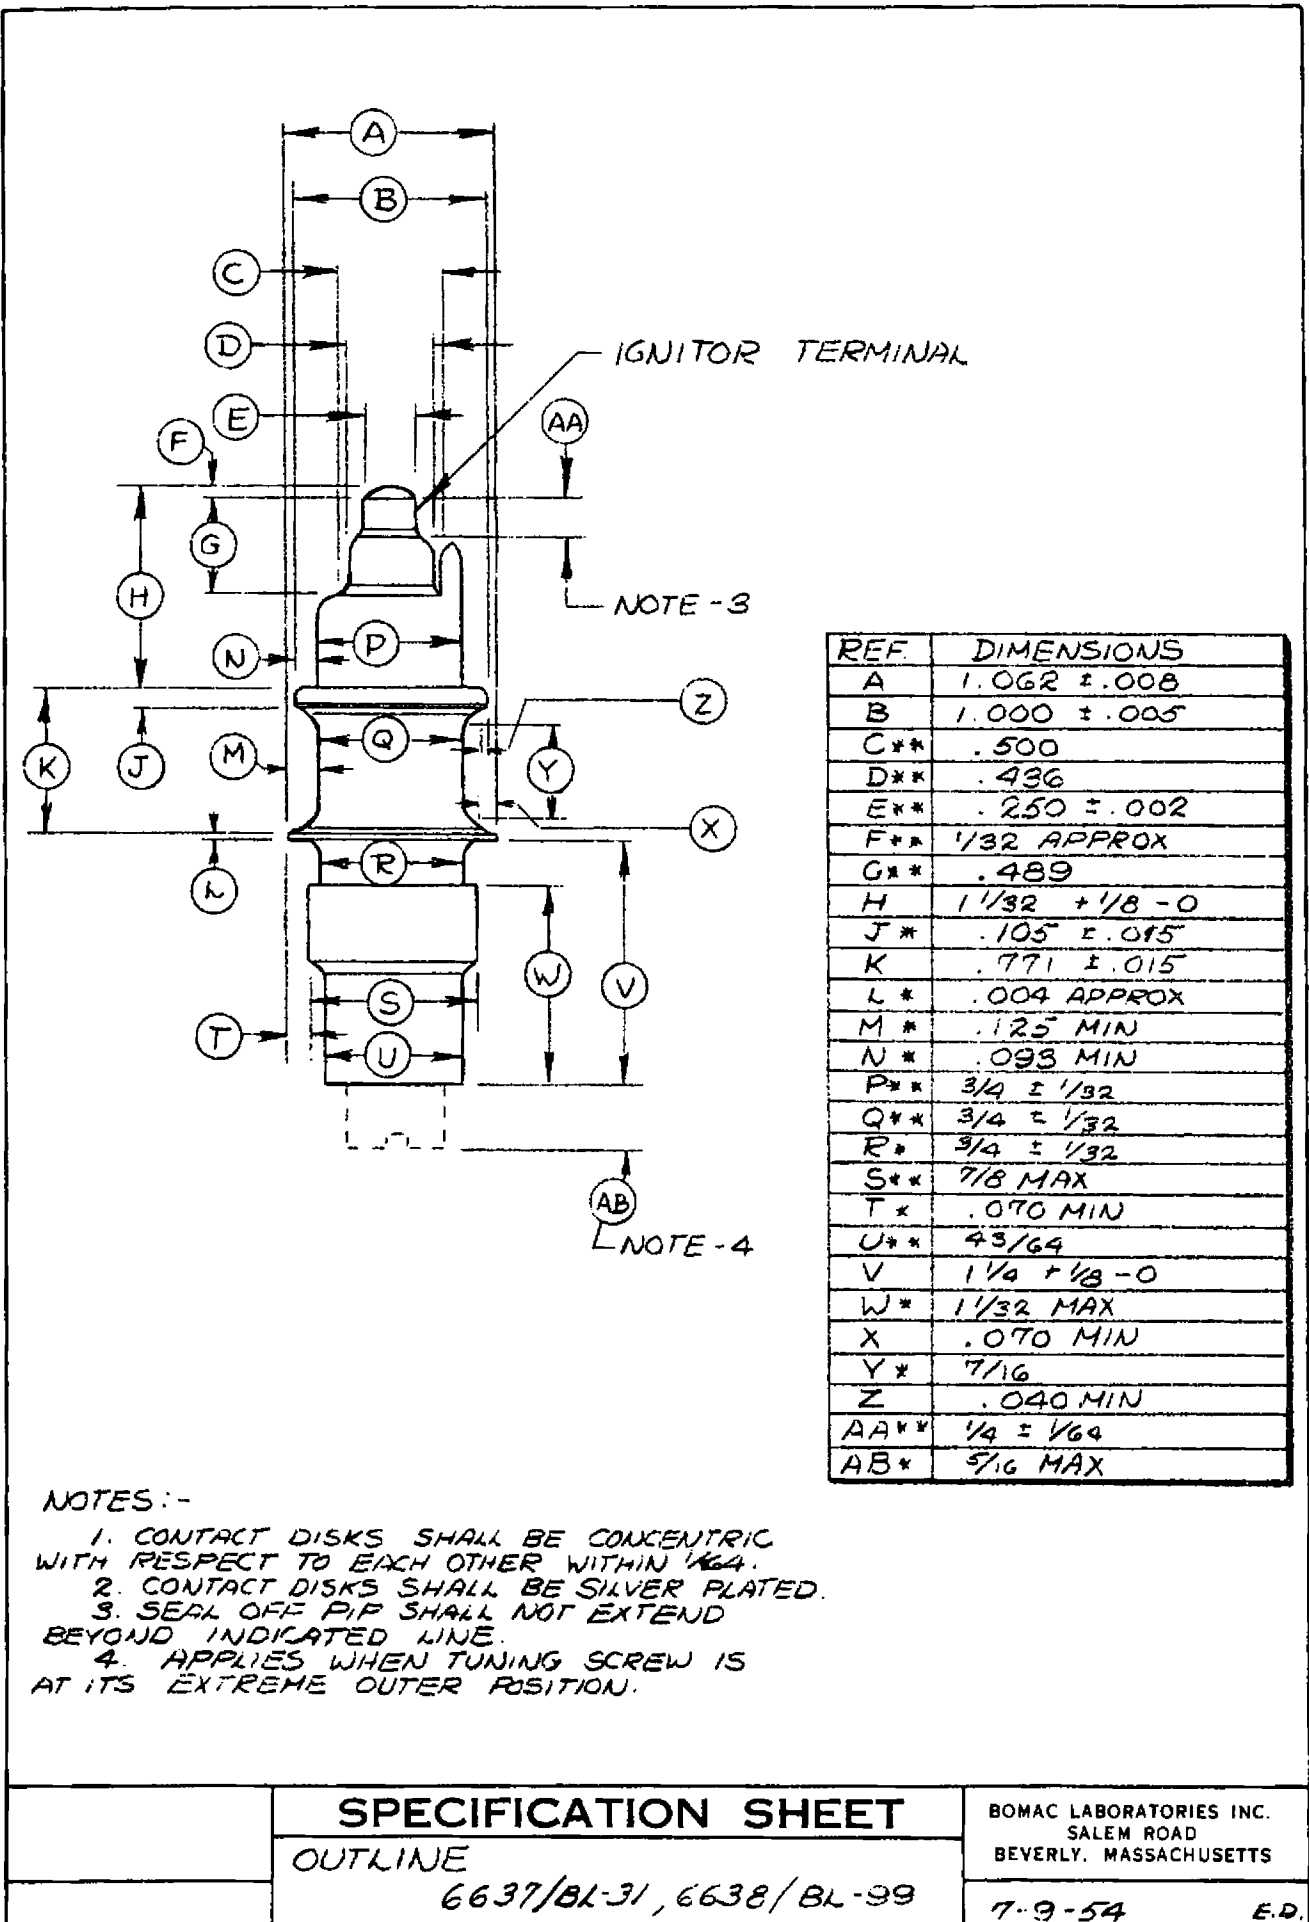 A
B
C
D
IGNITOR TERMINAL
E
AA
F
G
H
NOTE-3
P
N
Z
Q
M
Y
K
J
X
R
L
W
V
S
T
U
AB
NOTE-4
REF. DIMENSIONS
A 1.062 ±.008
B 1.000 ±.005
C** .500
D** .436
E** .250 ±.002
F** 1/32 APPROX
G** .489
H 1 1/32 +1/8 -0
J* .105 ±.015
K .771 ±.015
L* .004 APPROX
M* .125 MIN
N* .093 MIN
P** 3/4 ± 1/32
Q** 3/4 ± 1/32
R* 3/4 ± 1/32
S** 7/8 MAX
T* .070 MIN
U** 43/64
V 1 1/4 +1/8 -0
W* 1 1/32 MAX
X .070 MIN
Y* 7/16
Z .040 MIN
AA** 1/4 ± 1/64
AB* 5/16 MAX
NOTES:-
1. CONTACT DISKS SHALL BE CONCENTRIC
WITH RESPECT TO EACH OTHER WITHIN 1/64.
2. CONTACT DISKS SHALL BE SILVER PLATED.
3. SEAL OFF PIP SHALL NOT EXTEND
BEYOND INDICATED LINE.
4. APPLIES WHEN TUNING SCREW IS
AT ITS EXTREME OUTER POSITION.
SPECIFICATION SHEET
OUTLINE
6637/BL-31, 6638/BL-99
BOMAC LABORATORIES INC.
SALEM ROAD
BEVERLY, MASSACHUSETTS
7-9-54 E.D.